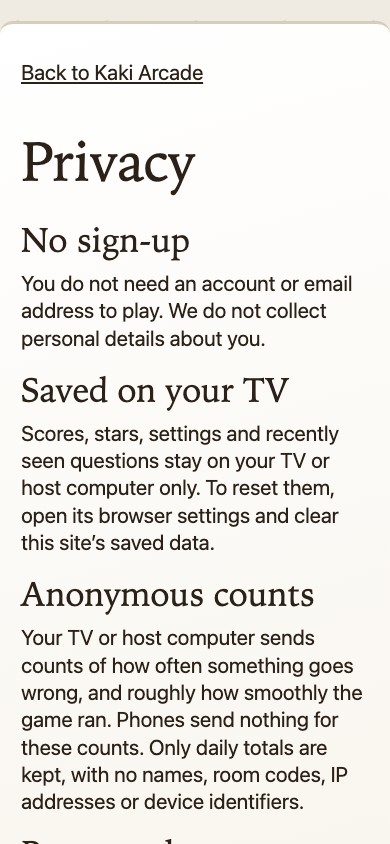 Back to Kaki Arcade
Privacy
No sign-up
You do not need an account or email
address to play. We do not collect
personal details about you.
Saved on your TV
Scores, stars, settings and recently
seen questions stay on your TV or
host computer only. To reset them,
open its browser settings and clear
this site’s saved data.
Anonymous counts
Your TV or host computer sends
counts of how often something goes
wrong, and roughly how smoothly the
game ran. Phones send nothing for
these counts. Only daily totals are
kept, with no names, room codes, IP
addresses or device identifiers.